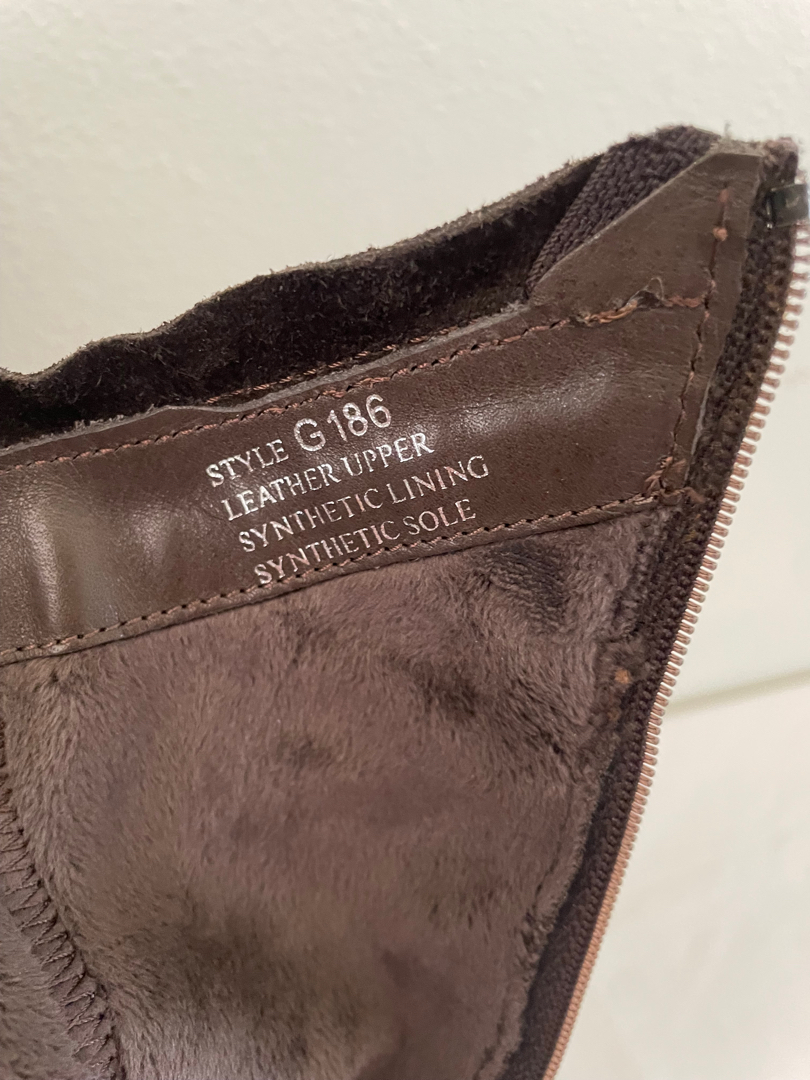 STYLE G186
LEATHER UPPER
SYNTHETIC LINING
SYNTHETIC SOLE